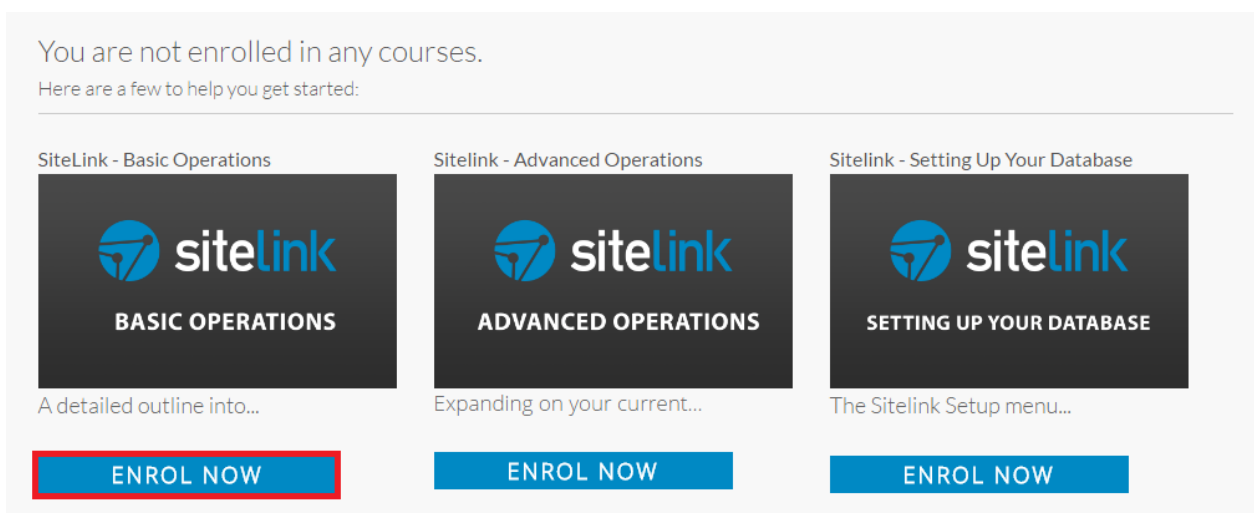 You are not enrolled in any courses.
Here are a few to help you get started:
SiteLink - Basic Operations
sitelink
BASIC OPERATIONS
A detailed outline into...
ENROL NOW
Sitelink - Advanced Operations
sitelink
ADVANCED OPERATIONS
Expanding on your current...
ENROL NOW
Sitelink - Setting Up Your Database
sitelink
SETTING UP YOUR DATABASE
The Sitelink Setup menu...
ENROL NOW